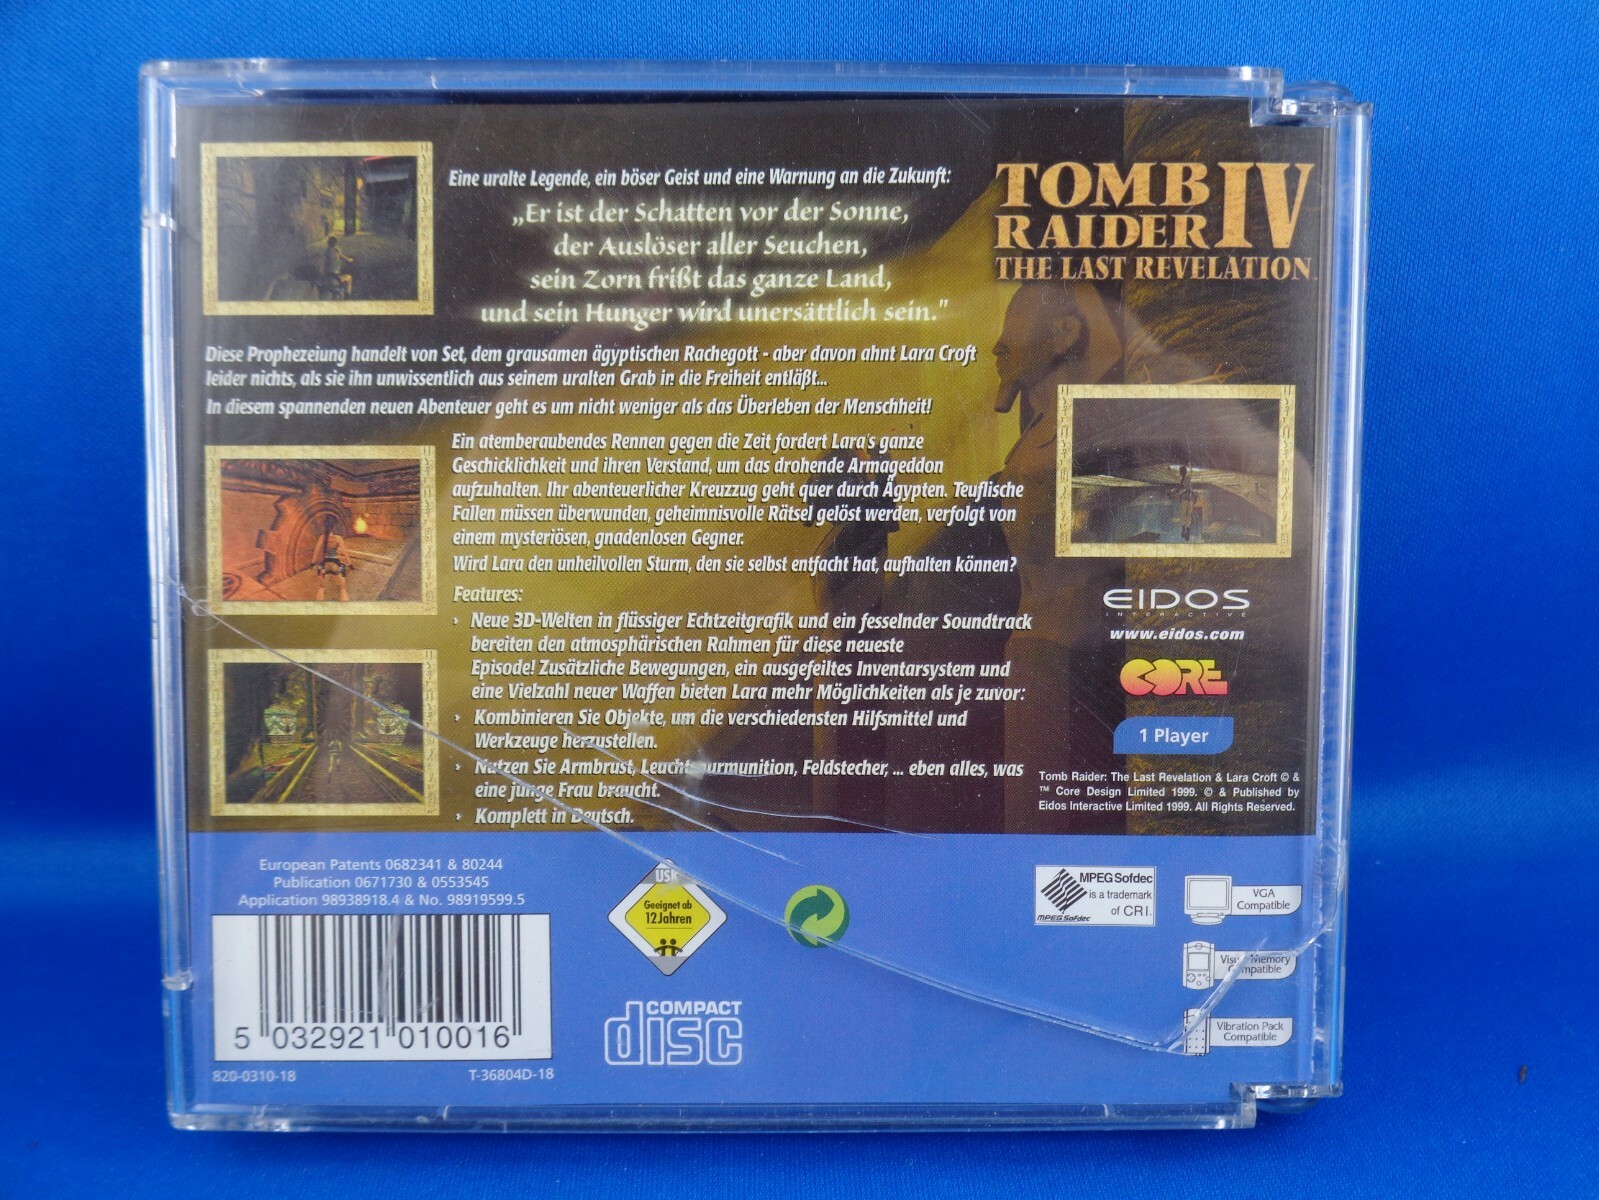 Eine uralte Legende, ein böser Geist und eine Warnung an die Zukunft:
„Er ist der Schatten vor der Sonne,
der Auslöser aller Seuchen,
sein Zorn frißt das ganze Land,
und sein Hunger wird unersättlich sein."
TOMB
RAIDER IV
THE LAST REVELATION
Diese Prophezeiung handelt von Set, dem grausamen ägyptischen Rachegott - aber davon ahnt Lara Croft
leider nichts, als sie ihn unwissentlich aus seinem uralten Grab in die Freiheit entläßt...
In diesem spannenden neuen Abenteuer geht es um nicht weniger als das Überleben der Menschheit!
Ein atemberaubendes Rennen gegen die Zeit fordert Lara's ganze
Geschicklichkeit und ihren Verstand, um das drohende Armageddon
aufzuhalten. Ihr abenteuerlicher Kreuzzug geht quer durch Ägypten. Teuflische
Fallen müssen überwunden, geheimnisvolle Rätsel gelöst werden, verfolgt von
einem mysteriösen, gnadenlosen Gegner.
Wird Lara den unheilvollen Sturm, den sie selbst entfacht hat, aufhalten können?
Features:
› Neue 3D-Welten in flüssiger Echtzeitgrafik und ein fesselnder Soundtrack
bereiten den atmosphärischen Rahmen für diese neueste
Episode! Zusätzliche Bewegungen, ein ausgefeiltes Inventarsystem und
eine Vielzahl neuer Waffen bieten Lara mehr Möglichkeiten als je zuvor:
› Kombinieren Sie Objekte, um die verschiedensten Hilfsmittel und
Werkzeuge herzustellen.
› Nutzen Sie Armbrust, Leuchtspurmunition, Feldstecher, ... eben alles, was
eine junge Frau braucht.
› Komplett in Deutsch.
EIDOS
INTERACTIVE
www.eidos.com
CORE
1 Player
Tomb Raider: The Last Revelation & Lara Croft © &
™ Core Design Limited 1999. © & Published by
Eidos Interactive Limited 1999. All Rights Reserved.
European Patents 0682341 & 80244
Publication 0671730 & 0553545
Application 98938918.4 & No. 98919599.5
5 032921 010016
820-0310-18
T-36804D-18
USK
Geeignet ab
12 Jahren
COMPACT
disc
MPEG Sofdec
is a trademark
of CRI.
MPEG Sofdec
VGA
Compatible
Visual Memory
Compatible
Vibration Pack
Compatible